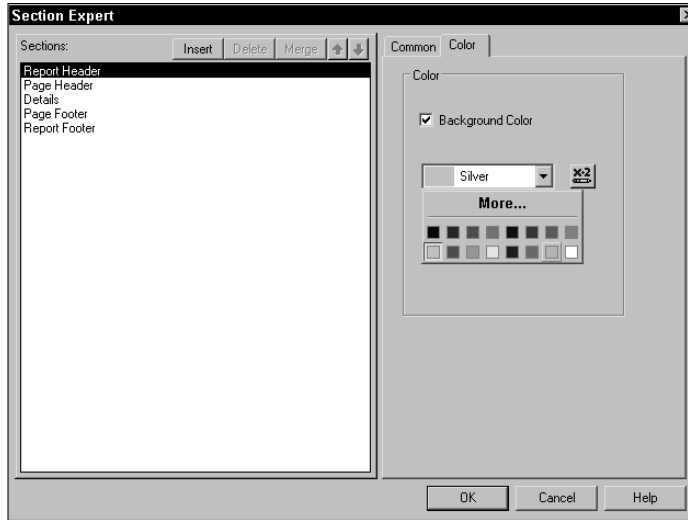 Section Expert
Sections:
Insert
Delete
Merge
Report Header
Page Header
Details
Page Footer
Report Footer
Common
Color
Color
Background Color
Silver
X-2
More...
OK
Cancel
Help